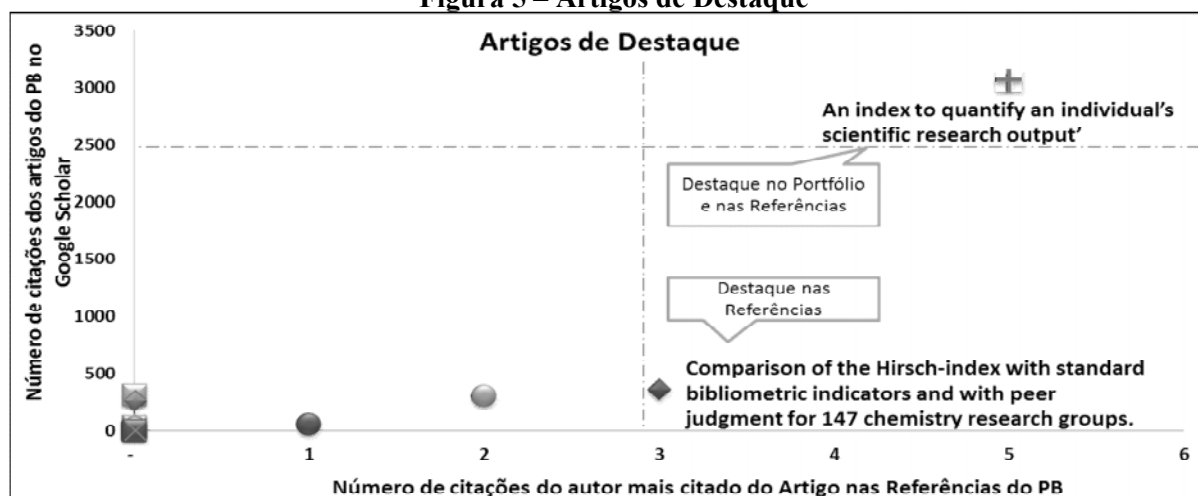 Figura 5 – Artigos de Destaque
Artigos de Destaque
Número de citações dos artigos do PB no
Google Scholar
3500
3000
2500
2000
1500
1000
500
0
An index to quantify an individual's
scientific research output'
Destaque no Portfólio
e nas Referências
Destaque nas
Referências
Comparison of the Hirsch-index with standard
bibliometric indicators and with peer
judgment for 147 chemistry research groups.
- 1 2 3 4 5 6
Número de citações do autor mais citado do Artigo nas Referências do PB